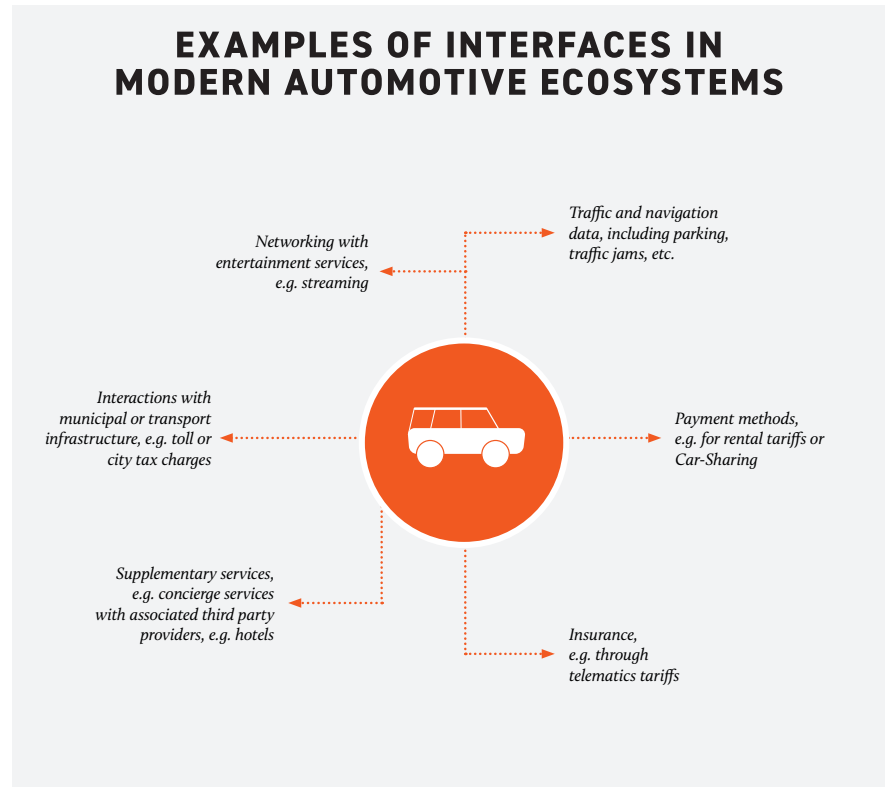 EXAMPLES OF INTERFACES IN
MODERN AUTOMOTIVE ECOSYSTEMS
Traffic and navigation
data, including parking,
traffic jams, etc.
Networking with
entertainment services,
e.g. streaming
Interactions with
municipal or transport
infrastructure, e.g. toll or
city tax charges
Payment methods,
e.g. for rental tariffs or
Car-Sharing
Supplementary services,
e.g. concierge services
with associated third party
providers, e.g. hotels
Insurance,
e.g. through
telematics tariffs